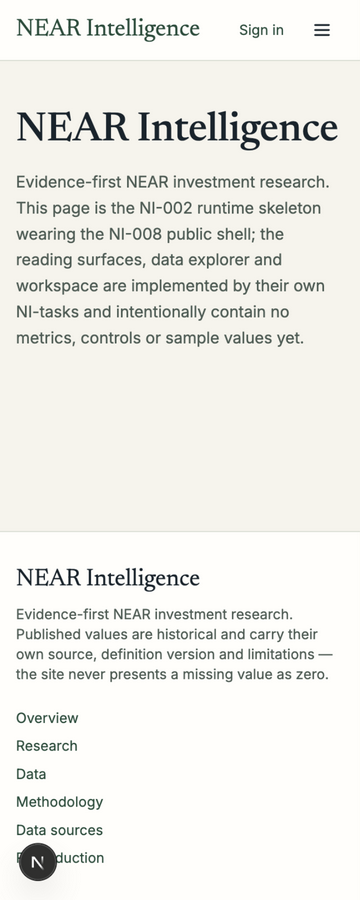 NEAR Intelligence
Sign in
NEAR Intelligence
Evidence-first NEAR investment research.
This page is the NI-002 runtime skeleton
wearing the NI-008 public shell; the
reading surfaces, data explorer and
workspace are implemented by their own
NI-tasks and intentionally contain no
metrics, controls or sample values yet.
NEAR Intelligence
Evidence-first NEAR investment research.
Published values are historical and carry their
own source, definition version and limitations —
the site never presents a missing value as zero.
Overview
Research
Data
Methodology
Data sources
N